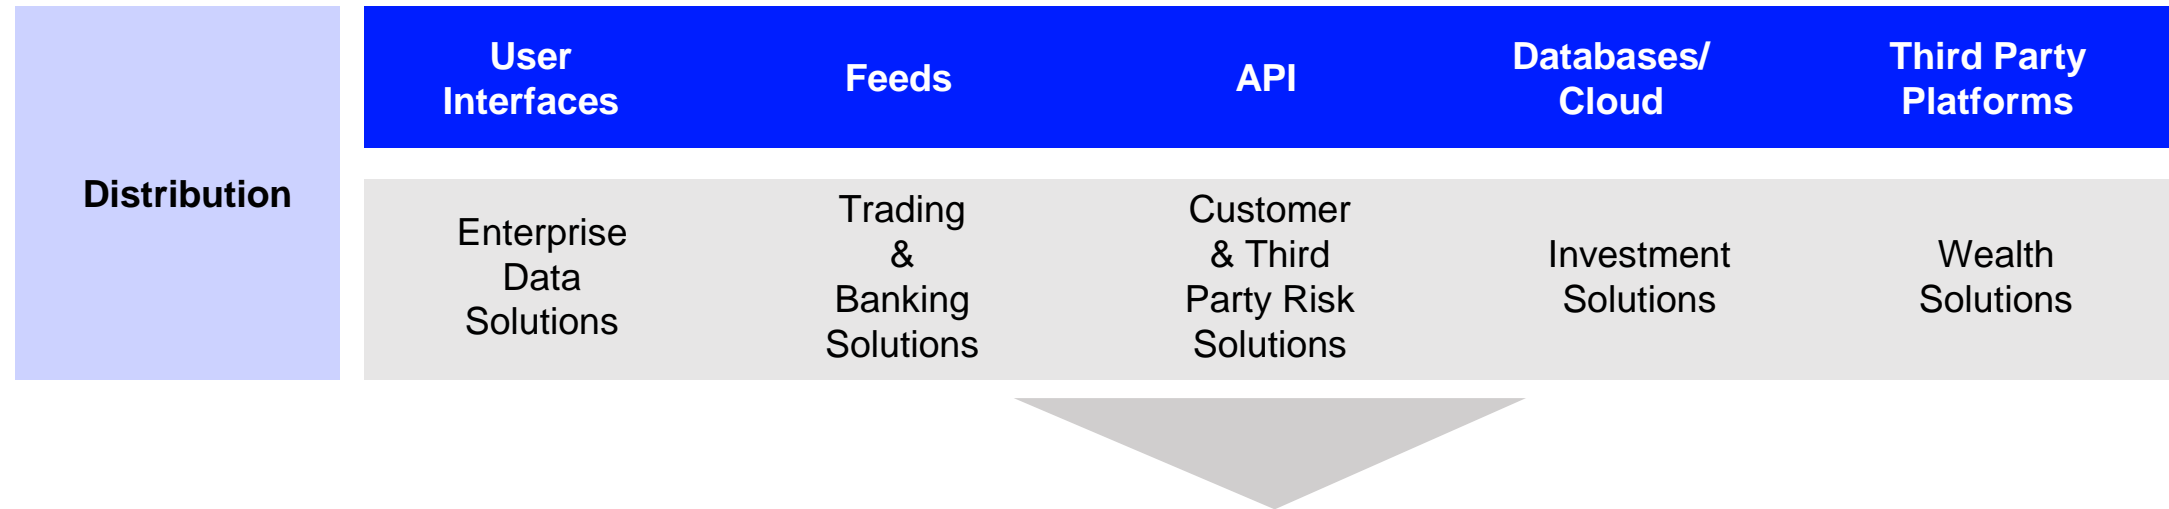 Distribution
User
Interfaces
Feeds
API
Databases/
Cloud
Third Party
Platforms
Enterprise
Data
Solutions
Trading
&
Banking
Solutions
Customer
& Third
Party Risk
Solutions
Investment
Solutions
Wealth
Solutions